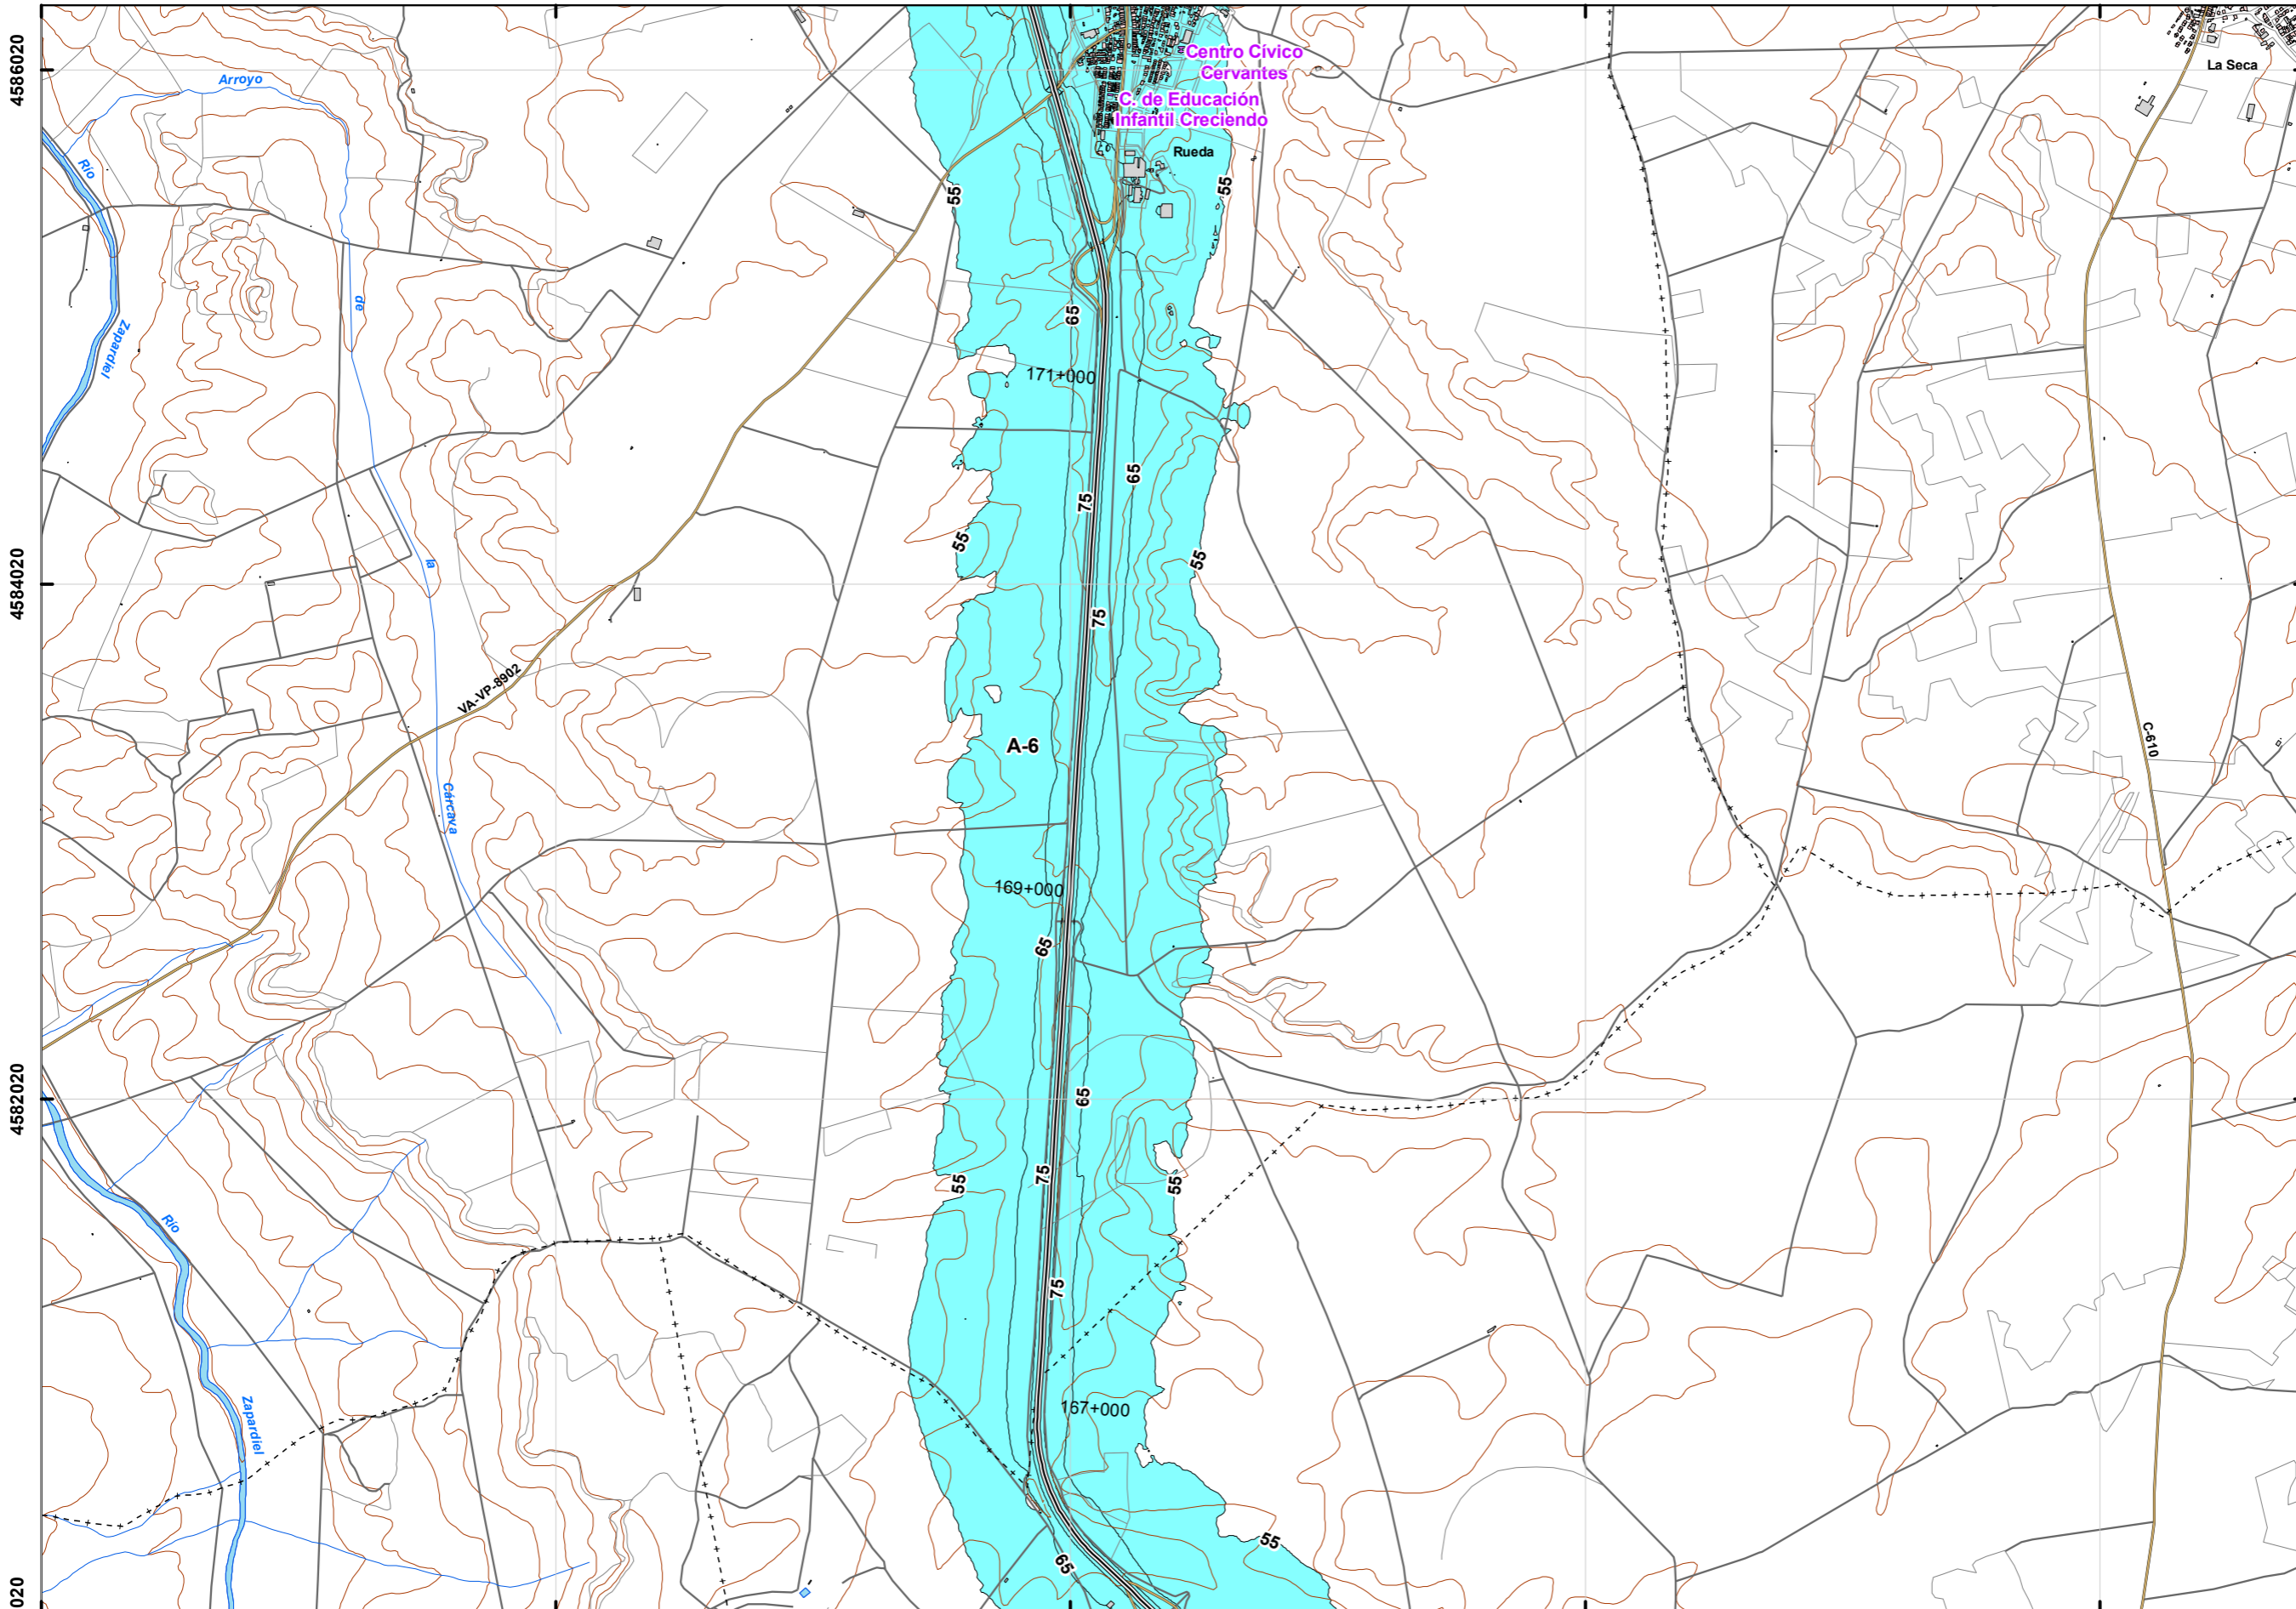 4586020
Arroyo
Centro Cívico
Cervantes
La Seca
C. de Educación
Infantil Creciendo
Río
Rueda
55
55
de
65
Zapardiel
171+000
65
75
55
55
la
4584020
75
VA-VP-8902
A-6
C-610
Cárcava
169+000
65
65
4582020
75
55
55
Río
75
167+000
Zapardiel
55
65
020